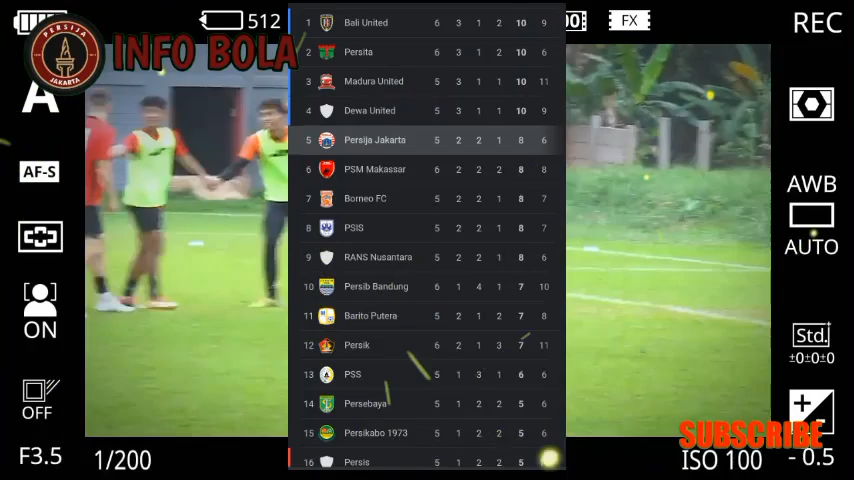 512
00
FX
REC
PERSIJA
JAKARTA
INFO BOLA
A
AF-S
ON
OFF
F3.5
1/200
1 Bali United 6 3 1 2 10 9
2 Persita 6 3 1 2 10 6
3 Madura United 5 3 1 1 10 11
4 Dewa United 5 3 1 1 10 9
5 Persija Jakarta 5 2 2 1 8 6
6 PSM Makassar 6 2 2 2 8 8
7 Borneo FC 5 2 2 1 8 7
8 PSIS 5 2 2 1 8 7
9 RANS Nusantara 5 2 2 1 8 6
10 Persib Bandung 6 1 4 1 7 10
11 Barito Putera 5 2 1 2 7 8
12 Persik 6 2 1 3 7 11
13 PSS 5 1 3 1 6 6
14 Persebaya 5 1 2 2 5 6
15 Persikabo 1973 5 1 2 2 5 6
16 Persis 5 1 2 2 5
AWB
AUTO
Std.
±0±0±0
SUBSCRIBE
ISO 100
- 0.5